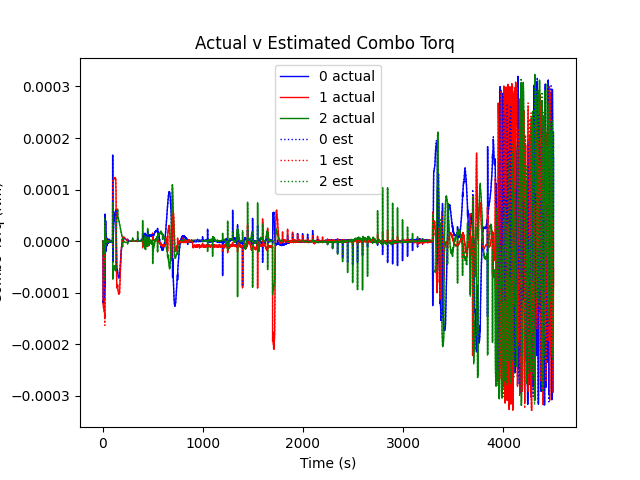 Actual v Estimated Combo Torq
0 actual
1 actual
2 actual
0 est
1 est
2 est
0.0003
0.0002
0.0001
0.0000
−0.0001
−0.0002
−0.0003
0
1000
2000
3000
4000
Time (s)